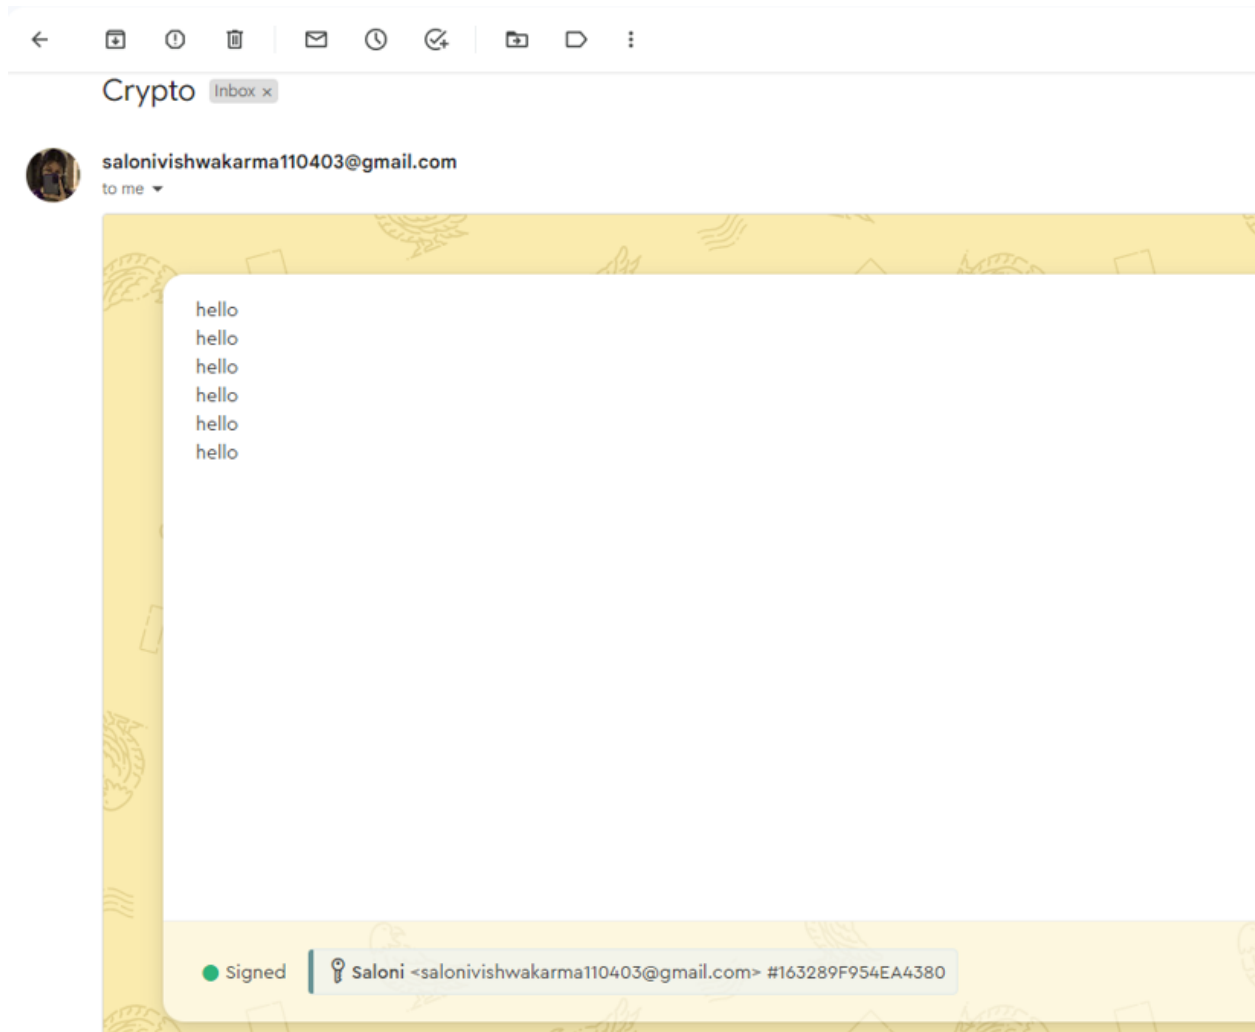 Crypto Inbox ×
salonivishwakarma110403@gmail.com
to me
hello
hello
hello
hello
hello
hello
Signed Saloni <salonivishwakarma110403@gmail.com> #163289F954EA4380